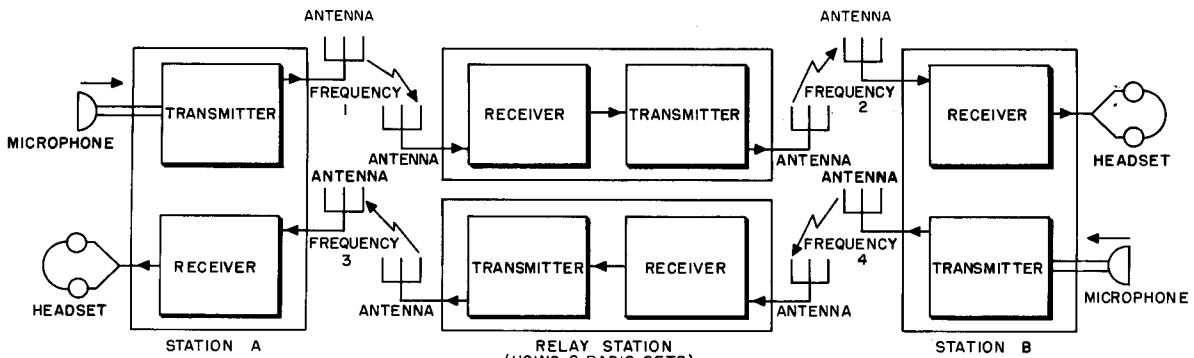 ANTENNA
ANTENNA
TRANSMITTER
FREQUENCY
1
RECEIVER
TRANSMITTER
FREQUENCY
2
RECEIVER
MICROPHONE
ANTENNA
ANTENNA
HEADSET
ANTENNA
ANTENNA
RECEIVER
FREQUENCY
3
TRANSMITTER
RECEIVER
FREQUENCY
4
TRANSMITTER
HEADSET
ANTENNA
ANTENNA
MICROPHONE
STATION A
RELAY STATION
STATION B
(USING 2 RADIO SETS)